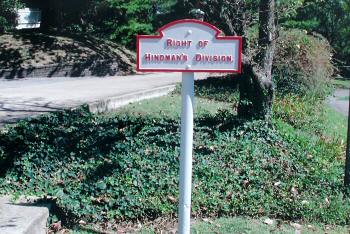 Right of
Hindman's Division.